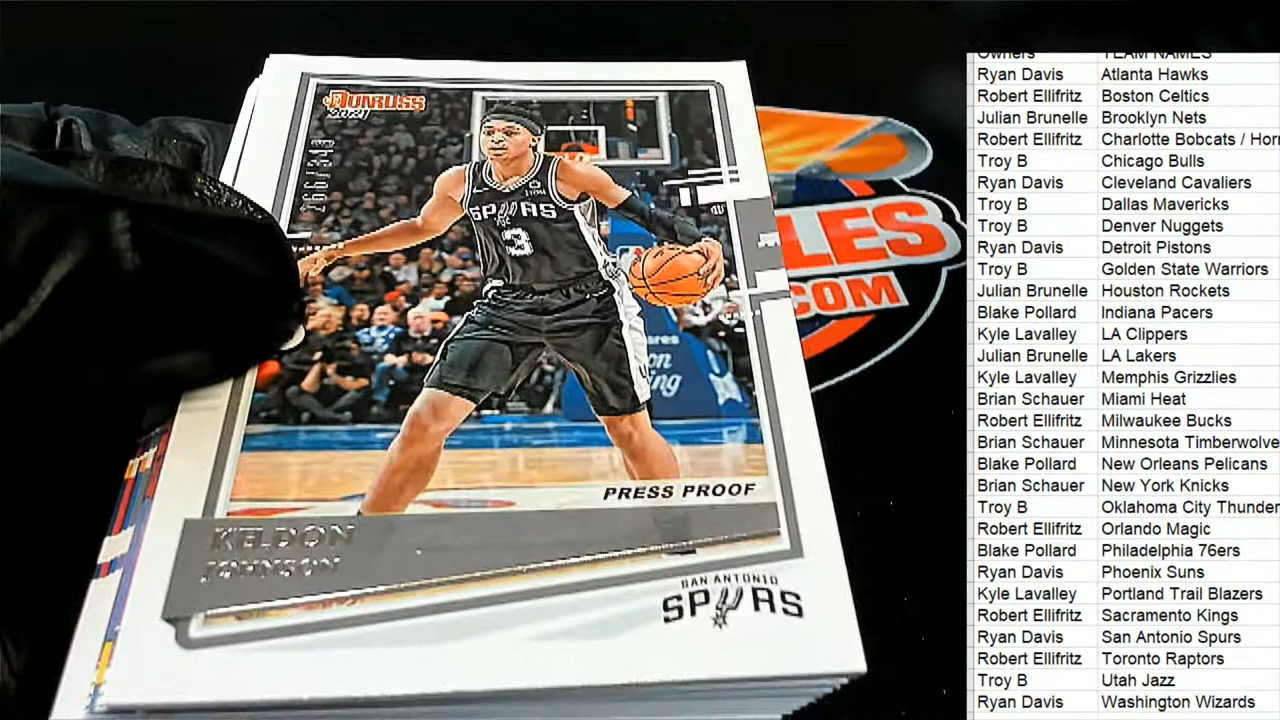 DONRUSS
SPURS
3
PRESS PROOF
KELDON
JOHNSON
SAN ANTONIO
SPURS
LES
.COM
Owners TEAM NAMES
Ryan Davis Atlanta Hawks
Robert Ellifritz Boston Celtics
Julian Brunelle Brooklyn Nets
Robert Ellifritz Charlotte Bobcats / Hor
Troy B Chicago Bulls
Ryan Davis Cleveland Cavaliers
Troy B Dallas Mavericks
Troy B Denver Nuggets
Ryan Davis Detroit Pistons
Troy B Golden State Warriors
Julian Brunelle Houston Rockets
Blake Pollard Indiana Pacers
Kyle Lavalley LA Clippers
Julian Brunelle LA Lakers
Kyle Lavalley Memphis Grizzlies
Brian Schauer Miami Heat
Robert Ellifritz Milwaukee Bucks
Brian Schauer Minnesota Timberwolve
Blake Pollard New Orleans Pelicans
Brian Schauer New York Knicks
Troy B Oklahoma City Thunder
Robert Ellifritz Orlando Magic
Blake Pollard Philadelphia 76ers
Ryan Davis Phoenix Suns
Kyle Lavalley Portland Trail Blazers
Robert Ellifritz Sacramento Kings
Ryan Davis San Antonio Spurs
Robert Ellifritz Toronto Raptors
Troy B Utah Jazz
Ryan Davis Washington Wizards